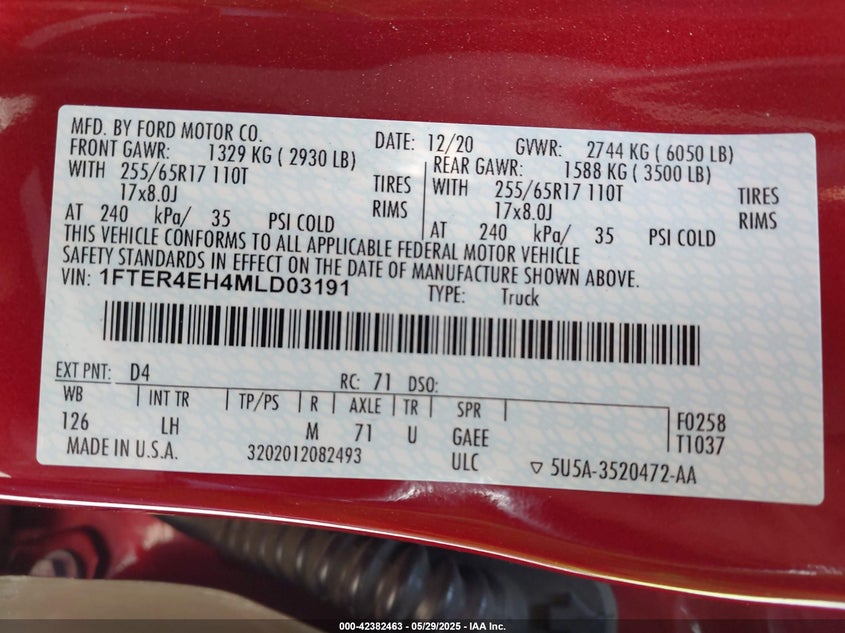 MFD. BY FORD MOTOR CO. DATE: 12/20 GVWR: 2744 KG ( 6050 LB)
FRONT GAWR: 1329 KG ( 2930 LB) REAR GAWR: 1588 KG ( 3500 LB)
WITH 255/65R17 110T TIRES WITH 255/65R17 110T TIRES
17x8.0J RIMS 17x8.0J RIMS
AT 240 kPa/ 35 PSI COLD AT 240 kPa/ 35 PSI COLD
THIS VEHICLE CONFORMS TO ALL APPLICABLE FEDERAL MOTOR VEHICLE
SAFETY STANDARDS IN EFFECT ON THE DATE OF MANUFACTURE SHOWN ABOVE.
VIN: 1FTER4EH4MLD03191 TYPE: Truck
EXT PNT: D4 RC: 71 DSO:
WB INT TR TP/PS R AXLE TR SPR
126 LH M 71 U GAEE F0258
T1037
MADE IN U.S.A. 3202012082493 ULC ▽ 5U5A-3520472-AA
000-42382463 - 05/29/2025 - IAA Inc.